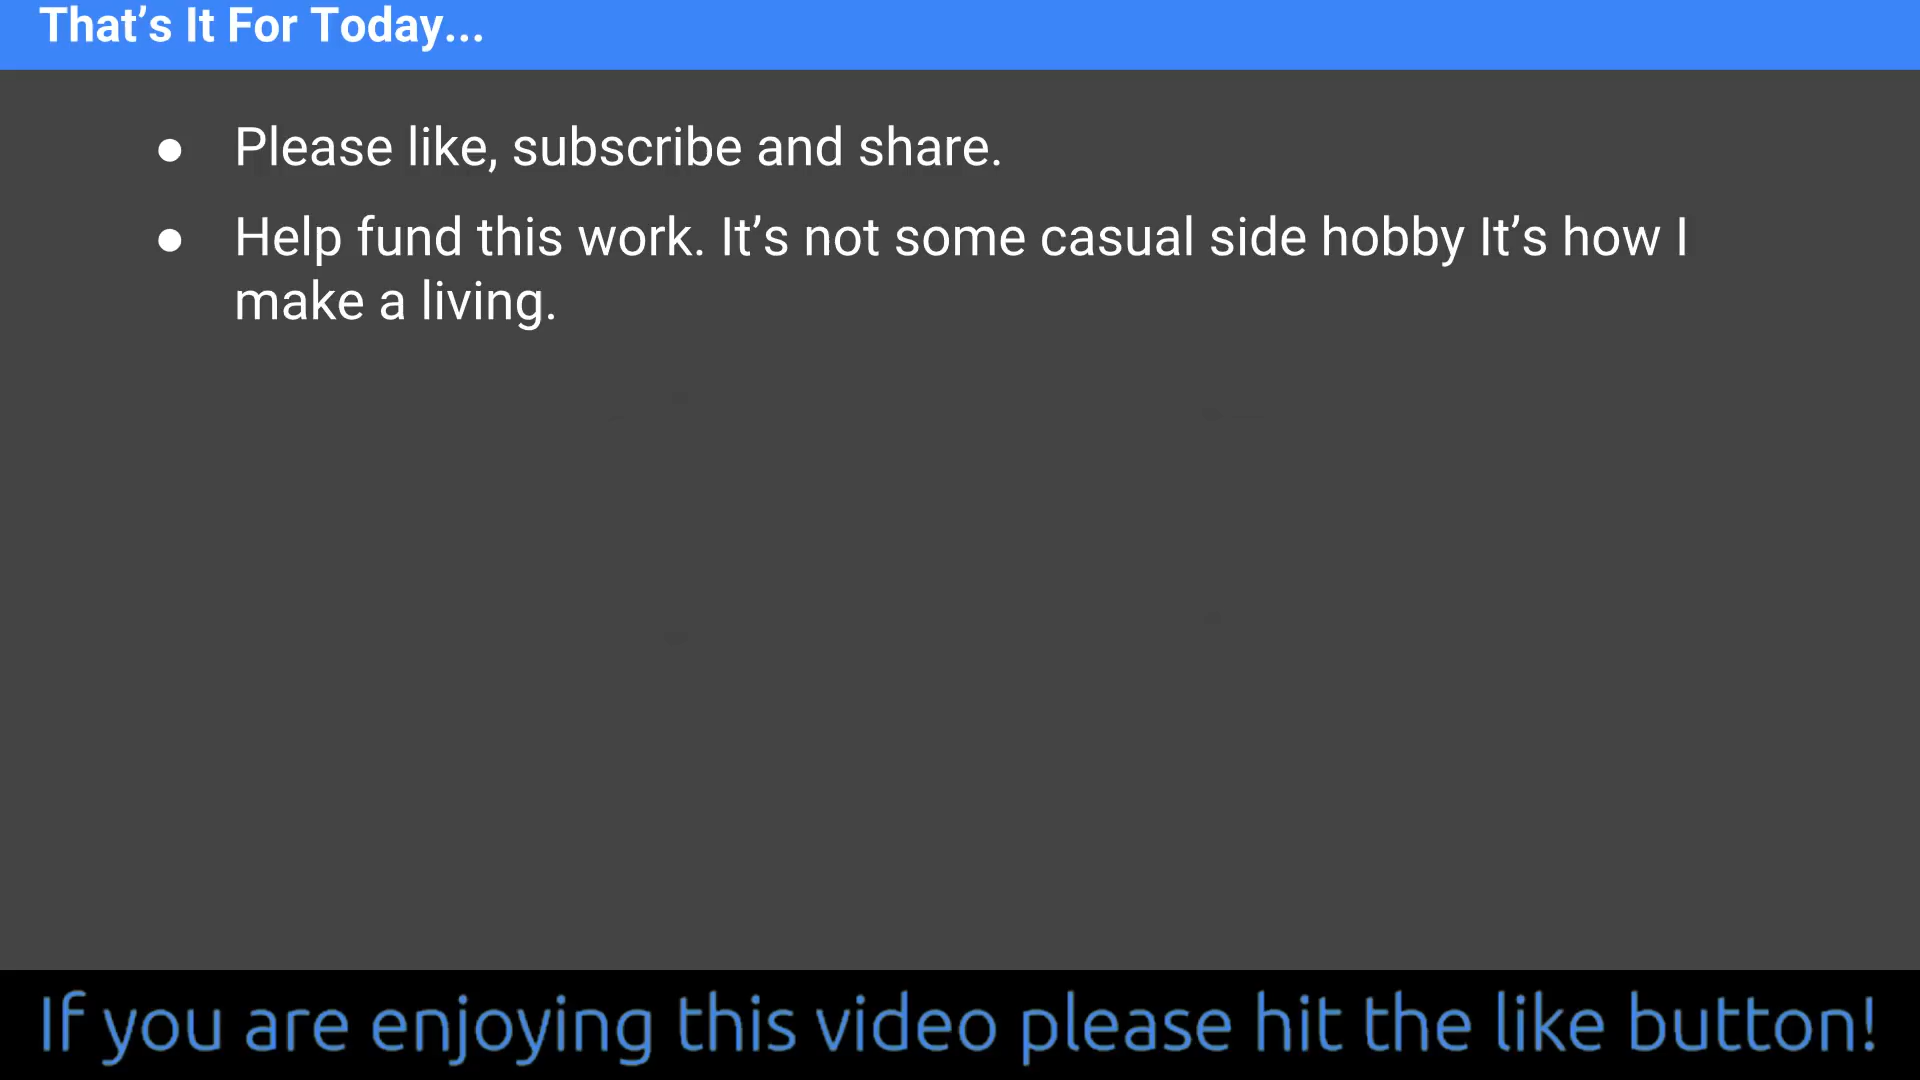 That’s It For Today...
● Please like, subscribe and share.
● Help fund this work. It’s not some casual side hobby It’s how I
make a living.
If you are enjoying this video please hit the like button!